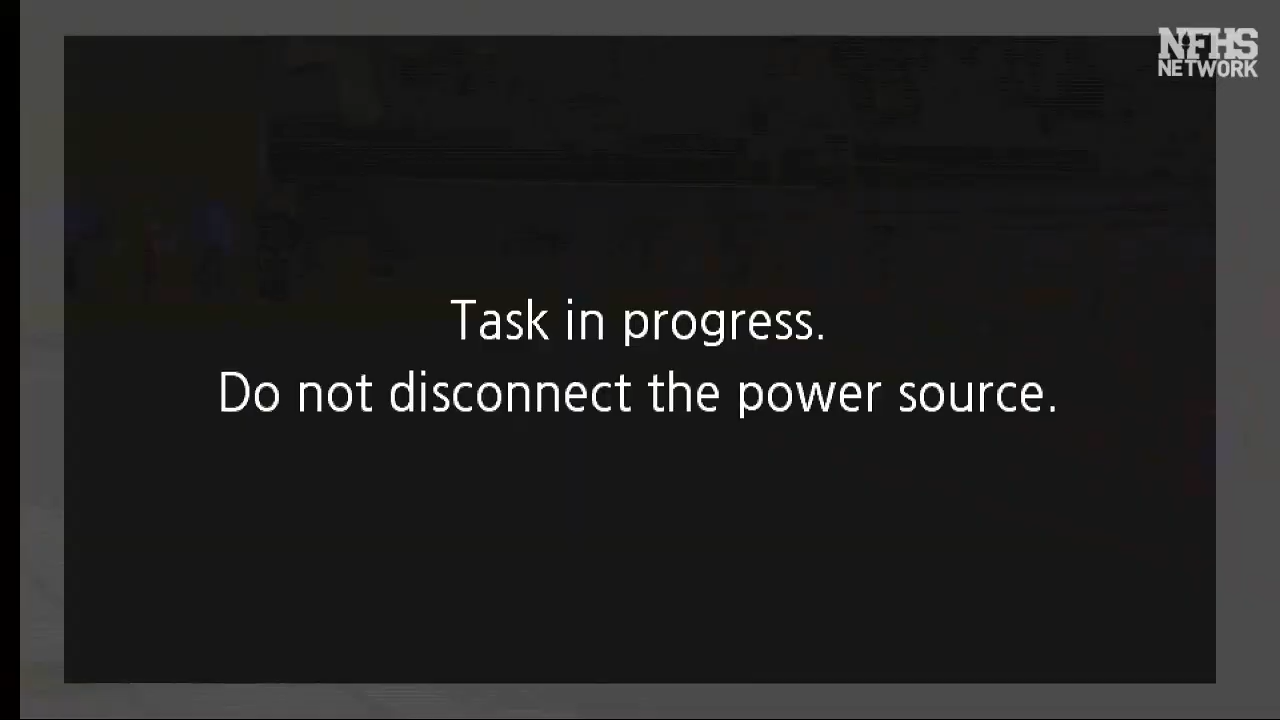 NFHS
NETWORK
Task in progress.
Do not disconnect the power source.